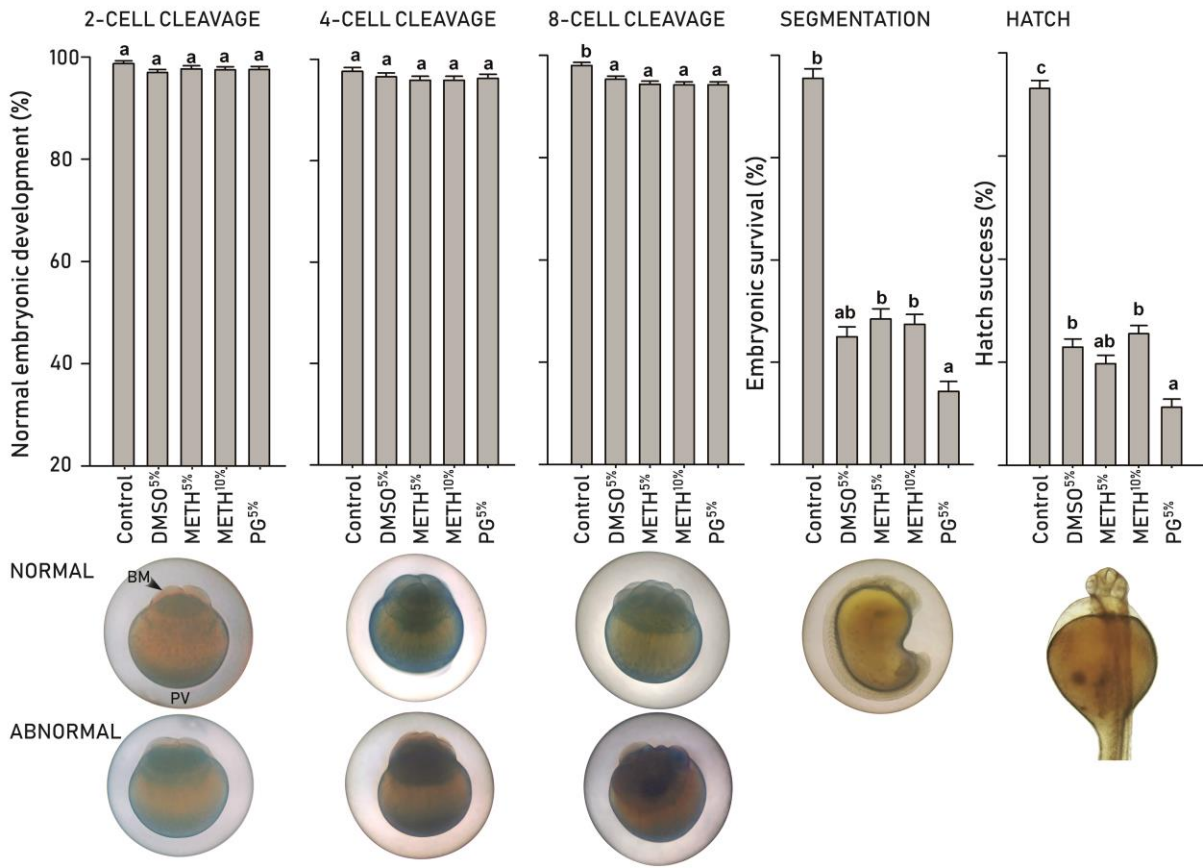 2-CELL CLEAVAGE
4-CELL CLEAVAGE
8-CELL CLEAVAGE
SEGMENTATION
HATCH
Normal embryonic development (%)
100
80
60
40
20
a a a a a
a a a a a
b a a a a
Embryonic survival (%)
b ab b b a
Hatch success (%)
c b ab b a
Control DMSO5% METH5% METH10% PG5%
Control DMSO5% METH5% METH10% PG5%
Control DMSO5% METH5% METH10% PG5%
Control DMSO5% METH5% METH10% PG5%
Control DMSO5% METH5% METH10% PG5%
NORMAL
BM
PV
ABNORMAL